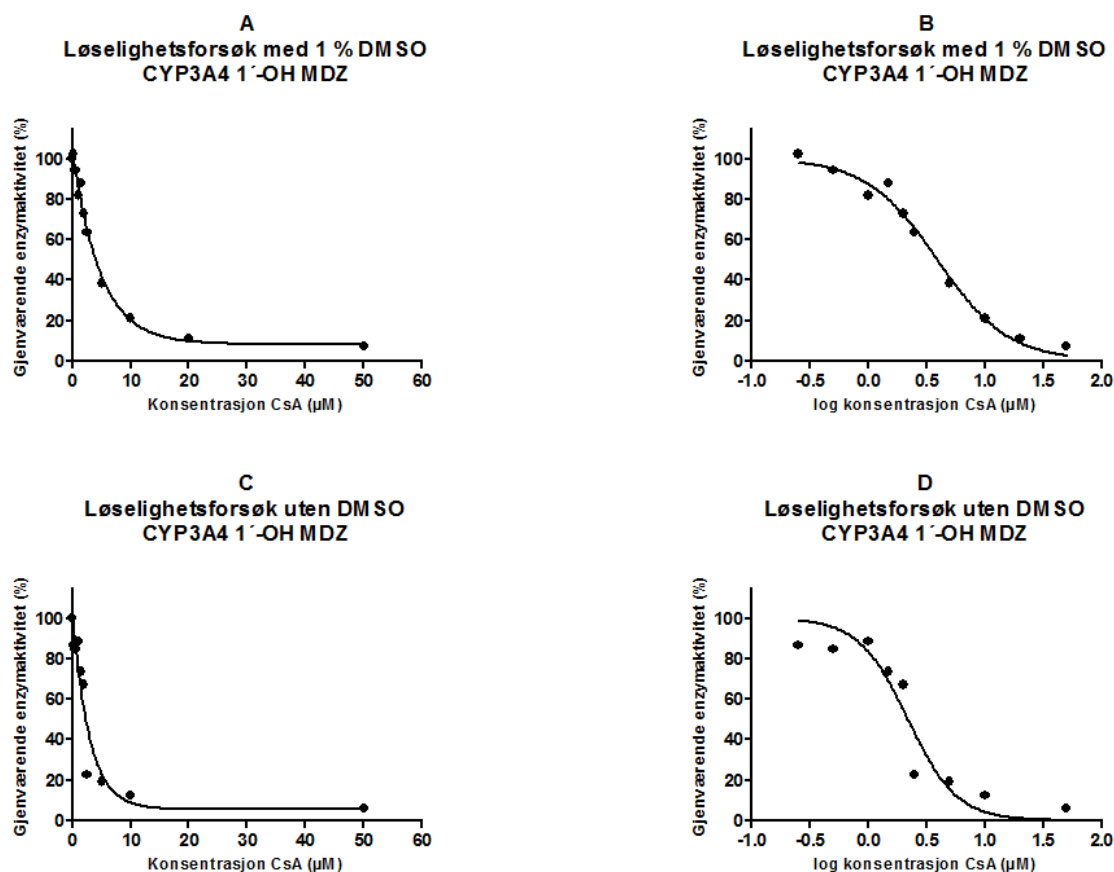 A
Løselighetsforsøk med 1 % DMSO
CYP3A4 1´-OH MDZ
Gjenværende enzymaktivitet (%)
100
80
60
40
20
0
0 10 20 30 40 50 60
Konsentrasjon CsA (µM)
B
Løselighetsforsøk med 1 % DMSO
CYP3A4 1´-OH MDZ
Gjenværende enzymaktivitet (%)
100
80
60
40
20
0
-1.0 -0.5 0.0 0.5 1.0 1.5 2.0
log konsentrasjon CsA (µM)
C
Løselighetsforsøk uten DMSO
CYP3A4 1´-OH MDZ
Gjenværende enzymaktivitet (%)
100
80
60
40
20
0
0 10 20 30 40 50 60
Konsentrasjon CsA (µM)
D
Løselighetsforsøk uten DMSO
CYP3A4 1´-OH MDZ
Gjenværende enzymaktivitet (%)
100
80
60
40
20
0
-1.0 -0.5 0.0 0.5 1.0 1.5 2.0
log konsentrasjon CsA (µM)